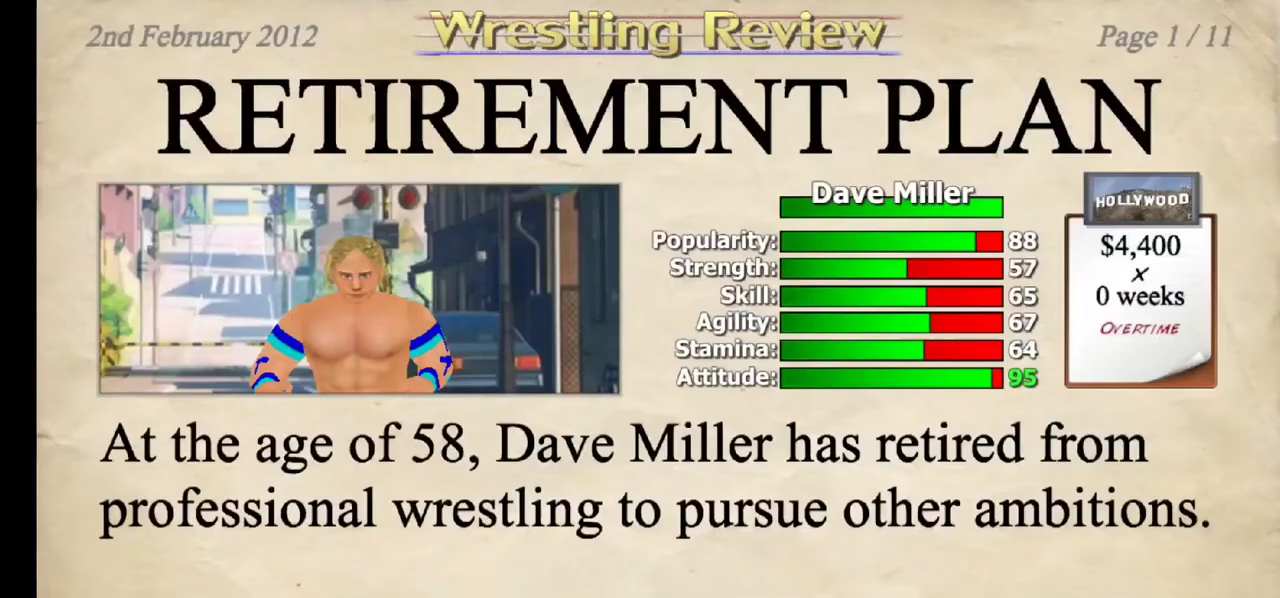 2nd February 2012
Wrestling Review
Page 1 / 11
RETIREMENT PLAN
Dave Miller
Popularity: 88
Strength: 57
Skill: 65
Agility: 67
Stamina: 64
Attitude: 95
HOLLYWOOD
$4,400
x
0 weeks
OVERTIME
At the age of 58, Dave Miller has retired from
professional wrestling to pursue other ambitions.